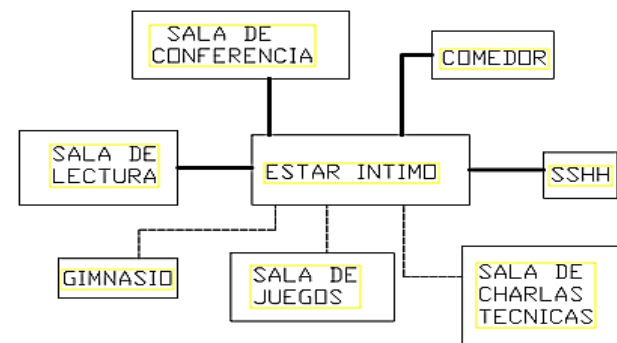 SALA DE
CONFERENCIA
COMEDOR
SALA DE
LECTURA
ESTAR INTIMO
SSHH
GIMNASIO
SALA DE
JUEGOS
SALA DE
CHARLAS
TECNICAS